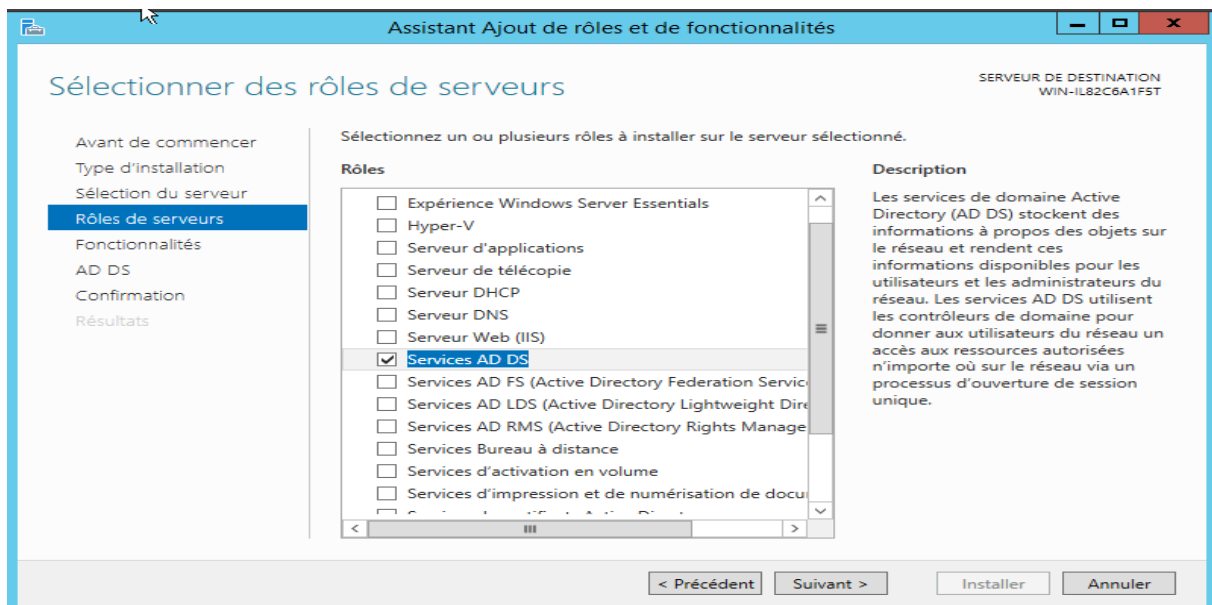 Assistant Ajout de rôles et de fonctionnalités
Sélectionner des rôles de serveurs
SERVEUR DE DESTINATION
WIN-IL82C6A1F5T
Avant de commencer
Type d'installation
Sélection du serveur
Rôles de serveurs
Fonctionnalités
AD DS
Confirmation
Résultats
Sélectionnez un ou plusieurs rôles à installer sur le serveur sélectionné.
Rôles
Expérience Windows Server Essentials
Hyper-V
Serveur d'applications
Serveur de télécopie
Serveur DHCP
Serveur DNS
Serveur Web (IIS)
Services AD DS
Services AD FS (Active Directory Federation Servic
Services AD LDS (Active Directory Lightweight Dire
Services AD RMS (Active Directory Rights Manage
Services Bureau à distance
Services d'activation en volume
Services d'impression et de numérisation de docu
Description
Les services de domaine Active
Directory (AD DS) stockent des
informations à propos des objets sur
le réseau et rendent ces
informations disponibles pour les
utilisateurs et les administrateurs du
réseau. Les services AD DS utilisent
les contrôleurs de domaine pour
donner aux utilisateurs du réseau un
accès aux ressources autorisées
n'importe où sur le réseau via un
processus d'ouverture de session
unique.
< Précédent
Suivant >
Installer
Annuler